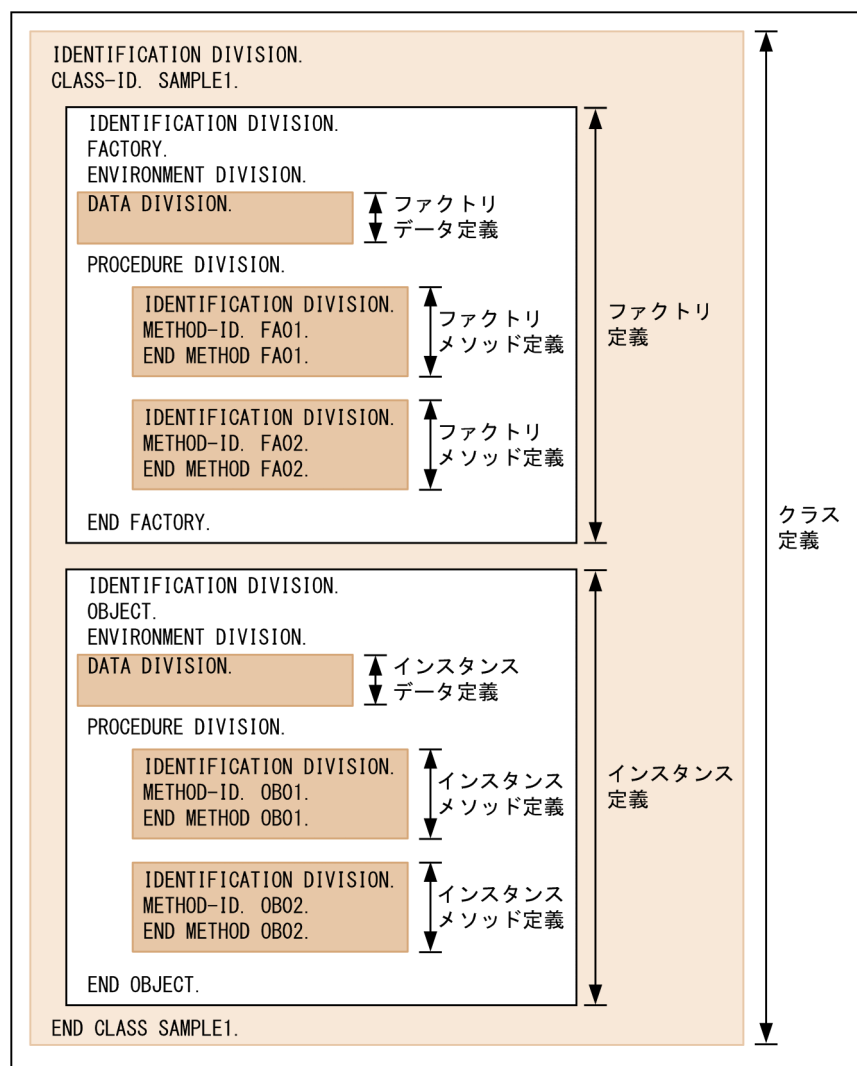 IDENTIFICATION DIVISION.
CLASS-ID. SAMPLE1.
IDENTIFICATION DIVISION.
FACTORY.
ENVIRONMENT DIVISION.
DATA DIVISION.
ファクトリ
データ定義
PROCEDURE DIVISION.
IDENTIFICATION DIVISION.
METHOD-ID. FA01.
END METHOD FA01.
ファクトリ
メソッド定義
IDENTIFICATION DIVISION.
METHOD-ID. FA02.
END METHOD FA02.
ファクトリ
メソッド定義
END FACTORY.
ファクトリ
定義
IDENTIFICATION DIVISION.
OBJECT.
ENVIRONMENT DIVISION.
DATA DIVISION.
インスタンス
データ定義
PROCEDURE DIVISION.
IDENTIFICATION DIVISION.
METHOD-ID. OB01.
END METHOD OB01.
インスタンス
メソッド定義
IDENTIFICATION DIVISION.
METHOD-ID. OB02.
END METHOD OB02.
インスタンス
メソッド定義
END OBJECT.
インスタンス
定義
END CLASS SAMPLE1.
クラス
定義